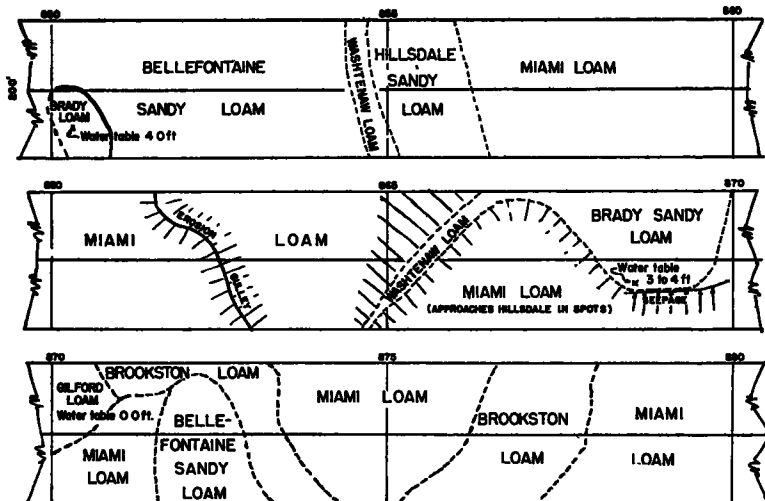 850 855 860
BELLEFONTAINE
SANDY LOAM
BRADY
LOAM
Water table 4.0 ft
200'
WASHTENAW LOAM
HILLSDALE
SANDY
LOAM
MIAMI LOAM
860 865 870
MIAMI LOAM
EROSION
GULLEY
WASHTENAW LOAM
BRADY SANDY
LOAM
Water table
3 to 4 ft
SEEPAGE
MIAMI LOAM
(APPROACHES HILLSDALE IN SPOTS)
870 875 880
GILFORD
LOAM
Water table 0.0 ft.
BROOKSTON LOAM
MIAMI
LOAM
BELLE-
FONTAINE
SANDY
LOAM
MIAMI LOAM
BROOKSTON
LOAM
MIAMI
LOAM